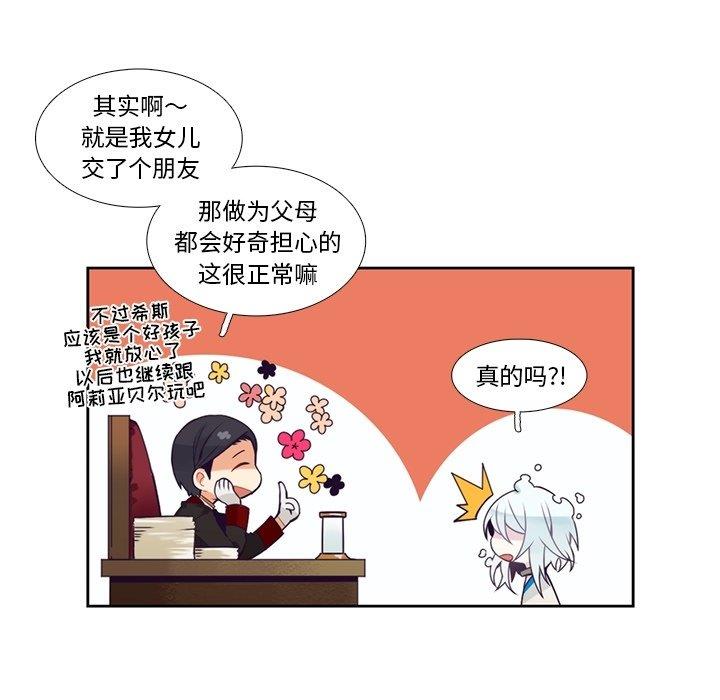 其实啊～
就是我女儿
交了个朋友
那做为父母
都会好奇担心的
这很正常嘛
不过希斯
应该是个好孩子
我就放心了
以后也继续跟
阿莉亚贝尔玩吧
真的吗?!